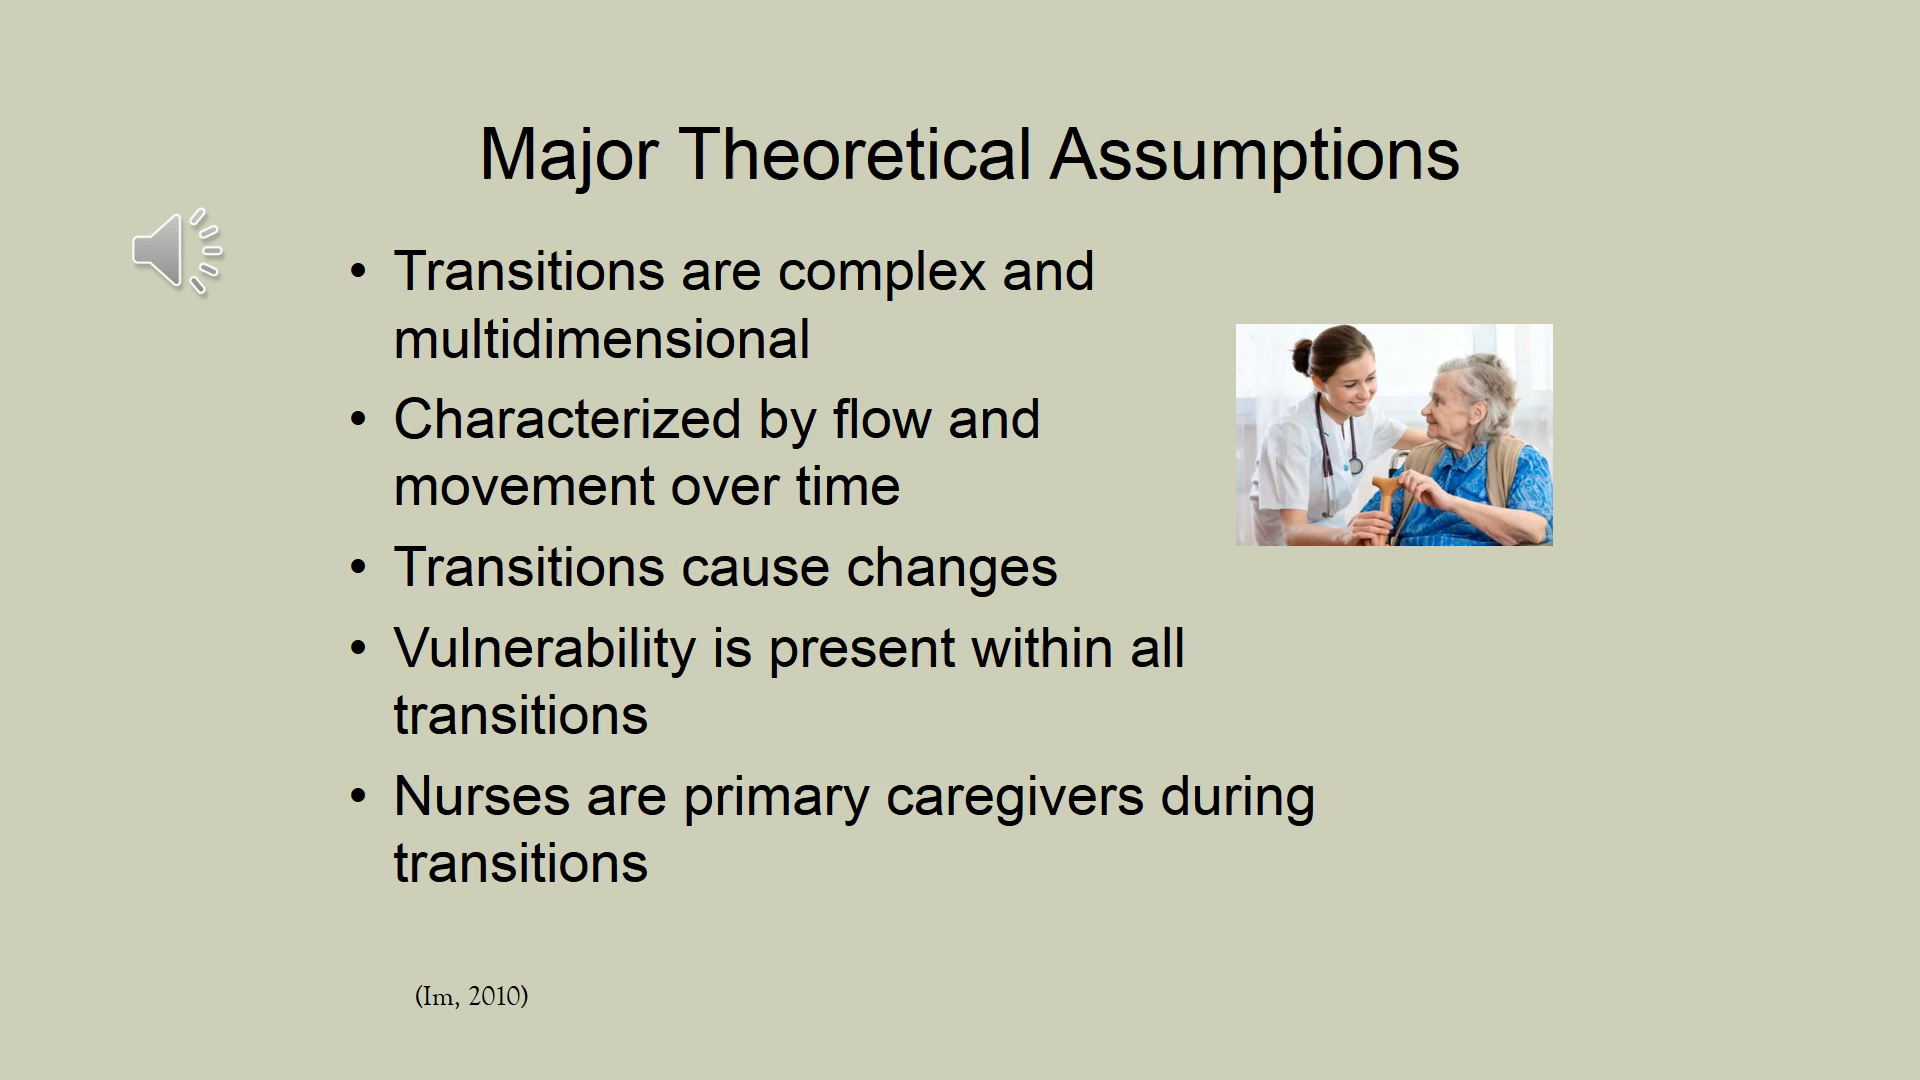 Major Theoretical Assumptions
• Transitions are complex and
multidimensional
• Characterized by flow and
movement over time
• Transitions cause changes
• Vulnerability is present within all
transitions
• Nurses are primary caregivers during
transitions
(Im, 2010)